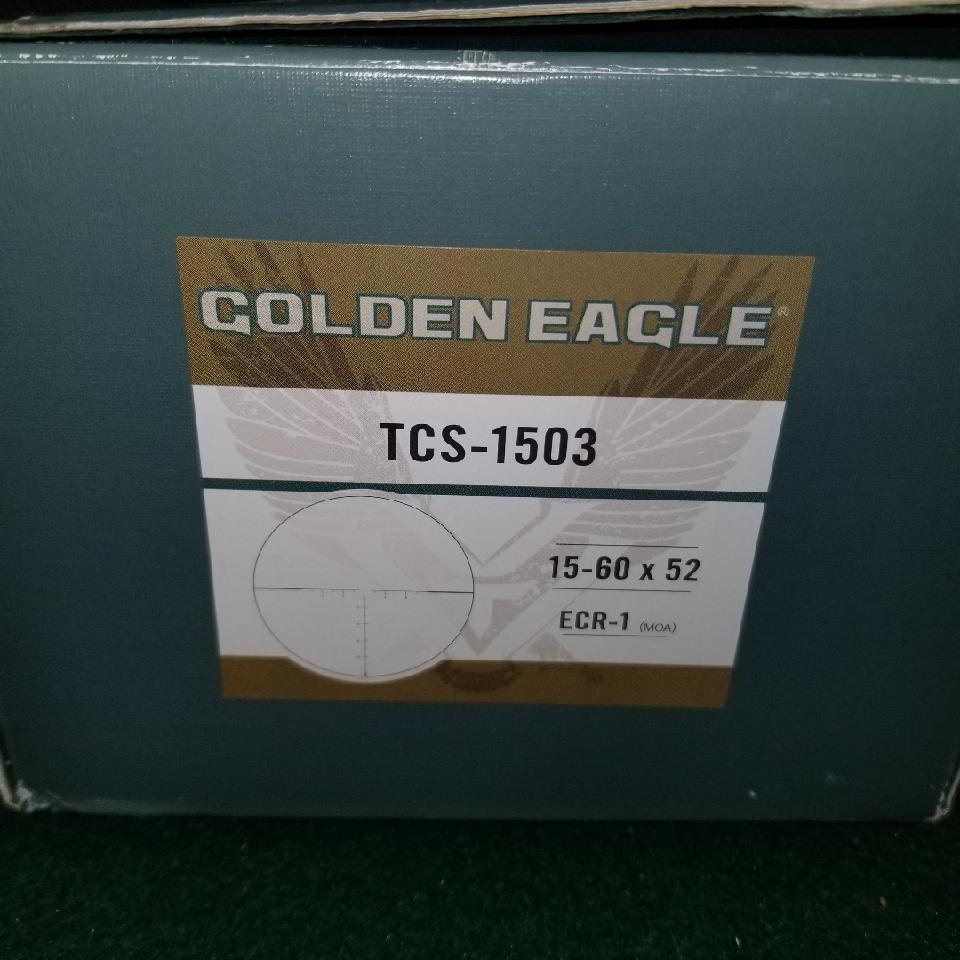 GOLDEN EAGLE®
TCS-1503
15-60 x 52
ECR-1 (MOA)